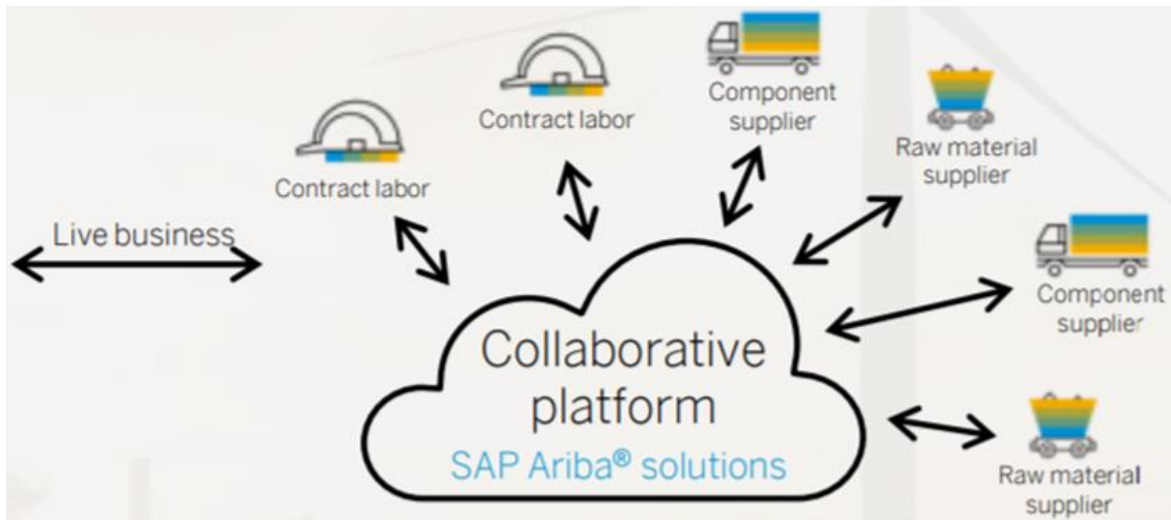 Contract labor
Component
supplier
Contract labor
Raw material
supplier
Live business
Component
supplier
Collaborative
platform
SAP Ariba® solutions
Raw material
supplier